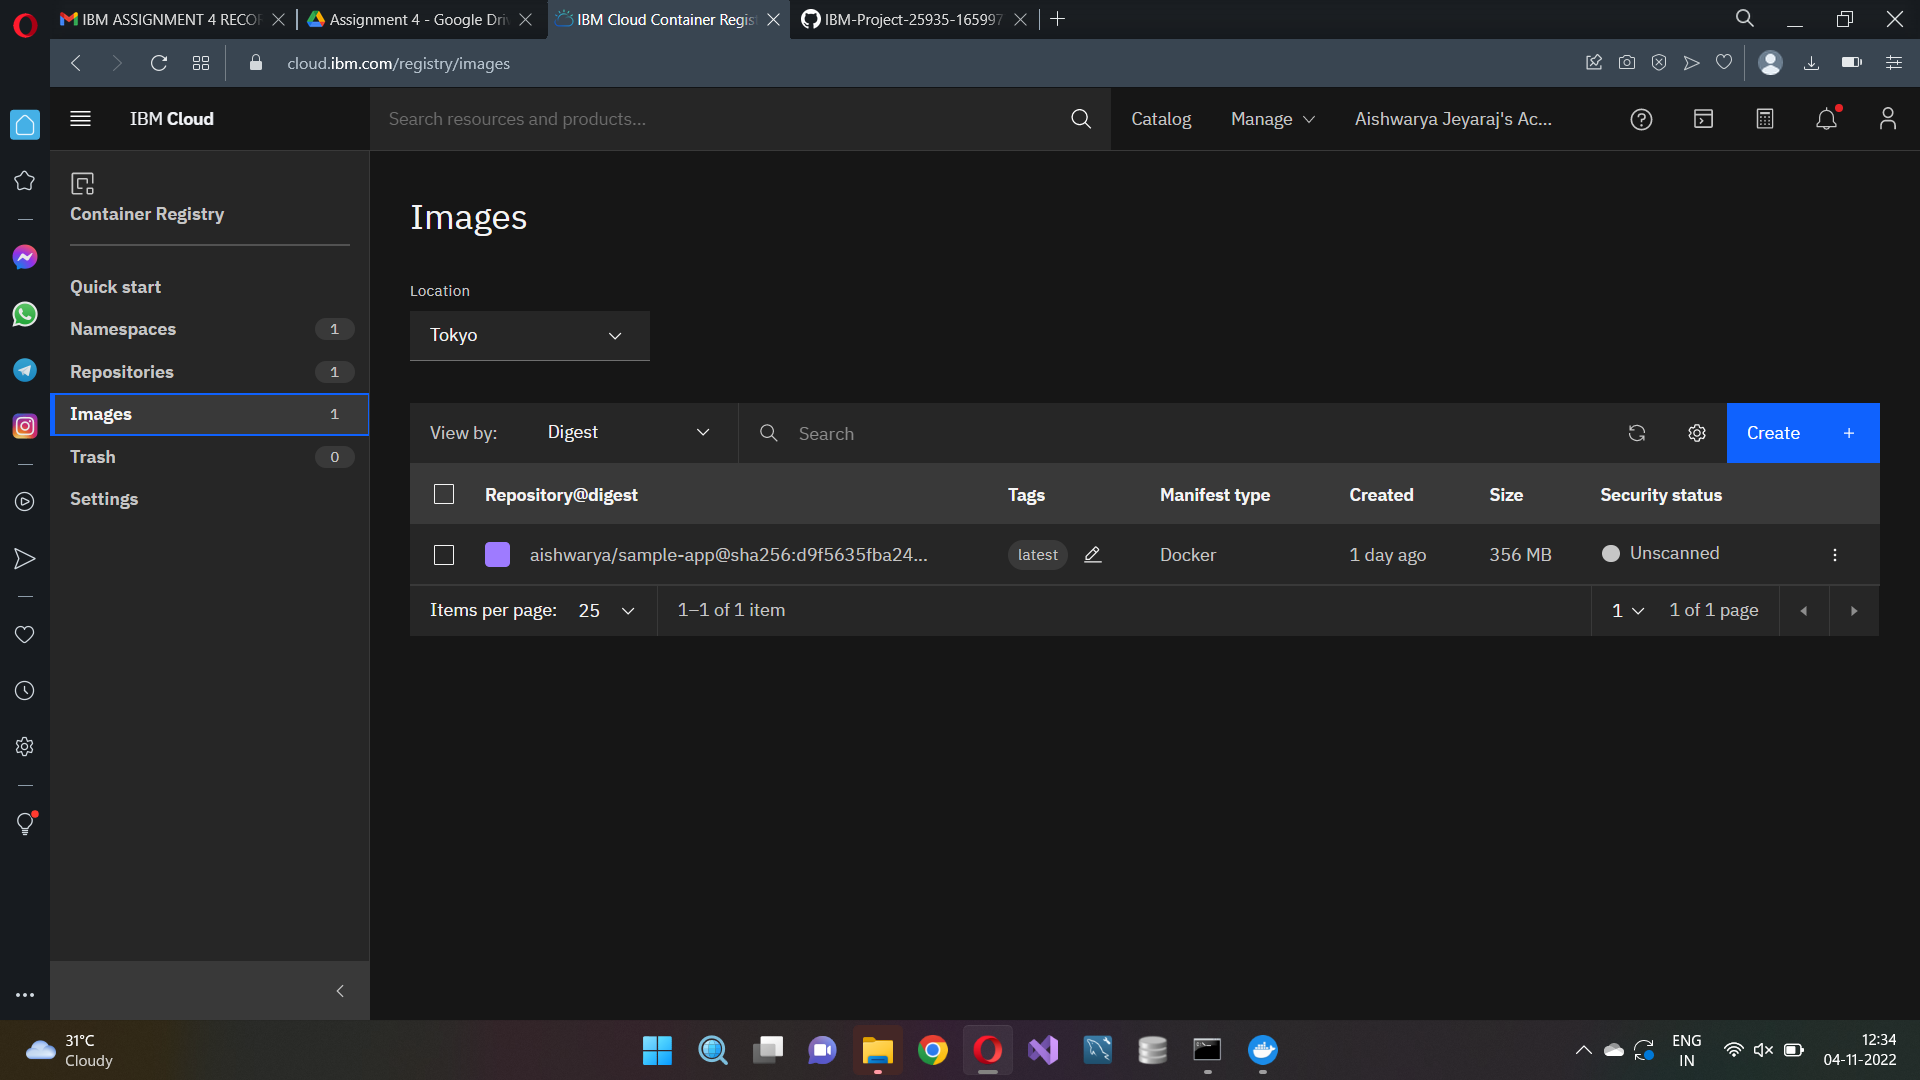 IBM ASSIGNMENT 4 RECOR
Assignment 4 - Google Driv
IBM Cloud Container Regist
IBM-Project-25935-165997
cloud.ibm.com/registry/images
IBM Cloud
Search resources and products...
Catalog
Manage
Aishwarya Jeyaraj's Ac...
Container Registry
Quick start
Namespaces 1
Repositories 1
Images 1
Trash 0
Settings
Images
Location
Tokyo
View by: Digest
Search
Create +
Repository@digest Tags Manifest type Created Size Security status
aishwarya/sample-app@sha256:d9f5635fba24... latest Docker 1 day ago 356 MB Unscanned
Items per page: 25 1–1 of 1 item 1 1 of 1 page
31°C
Cloudy
ENG
IN
12:34
04-11-2022